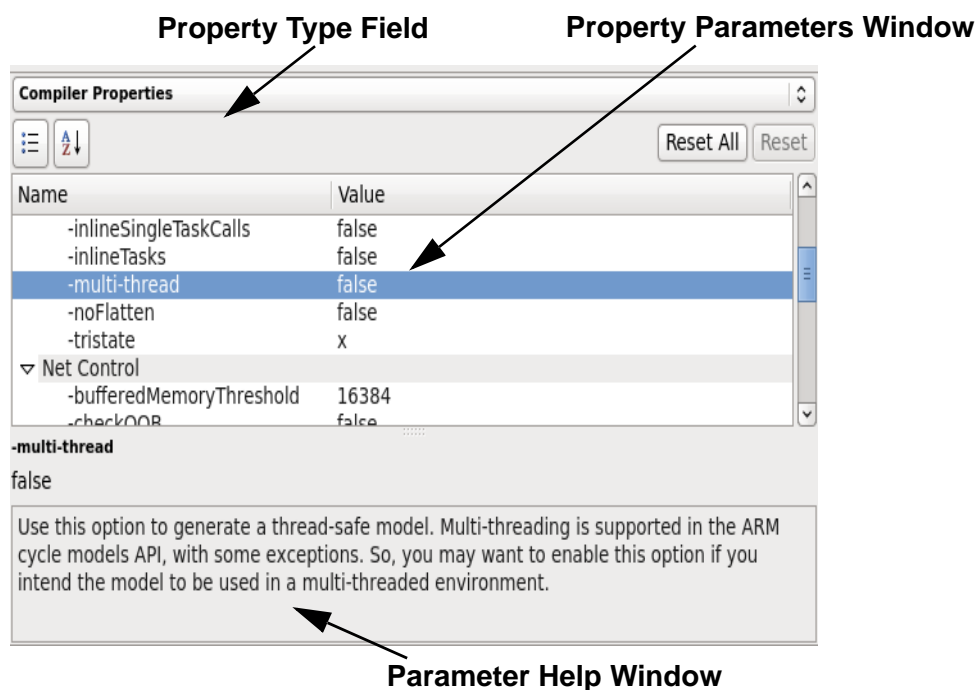 Property Type Field
Property Parameters Window
Compiler Properties
A
Z
Reset All Reset
Name Value
-inlineSingleTaskCalls false
-inlineTasks false
-multi-thread false
-noFlatten false
-tristate x
Net Control
-bufferedMemoryThreshold 16384
-checkOOB false
-multi-thread
false
Use this option to generate a thread-safe model. Multi-threading is supported in the ARM
cycle models API, with some exceptions. So, you may want to enable this option if you
intend the model to be used in a multi-threaded environment.
Parameter Help Window